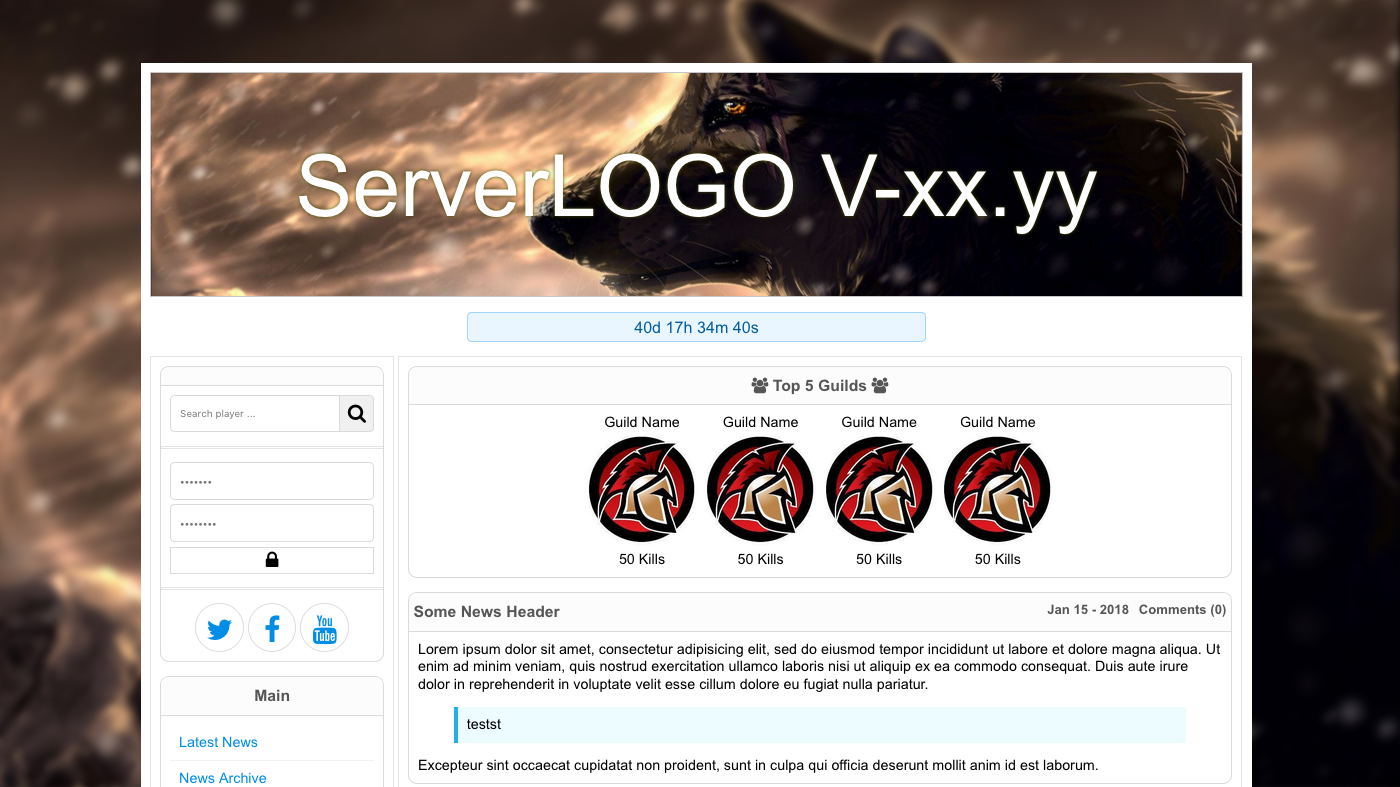 ServerLOGO V-xx.yy
40d 17h 34m 40s
Search player ...
You
Tube
Main
Latest News
News Archive
Top 5 Guilds
Guild Name Guild Name Guild Name Guild Name
50 Kills 50 Kills 50 Kills 50 Kills
Some News Header Jan 15 - 2018 Comments (0)
Lorem ipsum dolor sit amet, consectetur adipisicing elit, sed do eiusmod tempor incididunt ut labore et dolore magna aliqua. Ut
enim ad minim veniam, quis nostrud exercitation ullamco laboris nisi ut aliquip ex ea commodo consequat. Duis aute irure
dolor in reprehenderit in voluptate velit esse cillum dolore eu fugiat nulla pariatur.
testst
Excepteur sint occaecat cupidatat non proident, sunt in culpa qui officia deserunt mollit anim id est laborum.